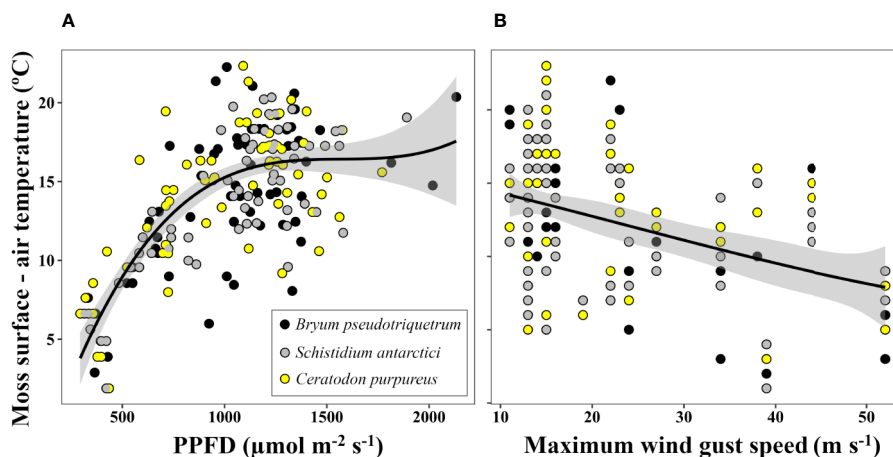 A
B
Moss surface - air temperature (ºC)
20
15
10
5
Bryum pseudotriquetrum
Schistidium antarctici
Ceratodon purpureus
500
1000
1500
2000
PPFD (µmol m⁻² s⁻¹)
10
20
30
40
50
Maximum wind gust speed (m s⁻¹)